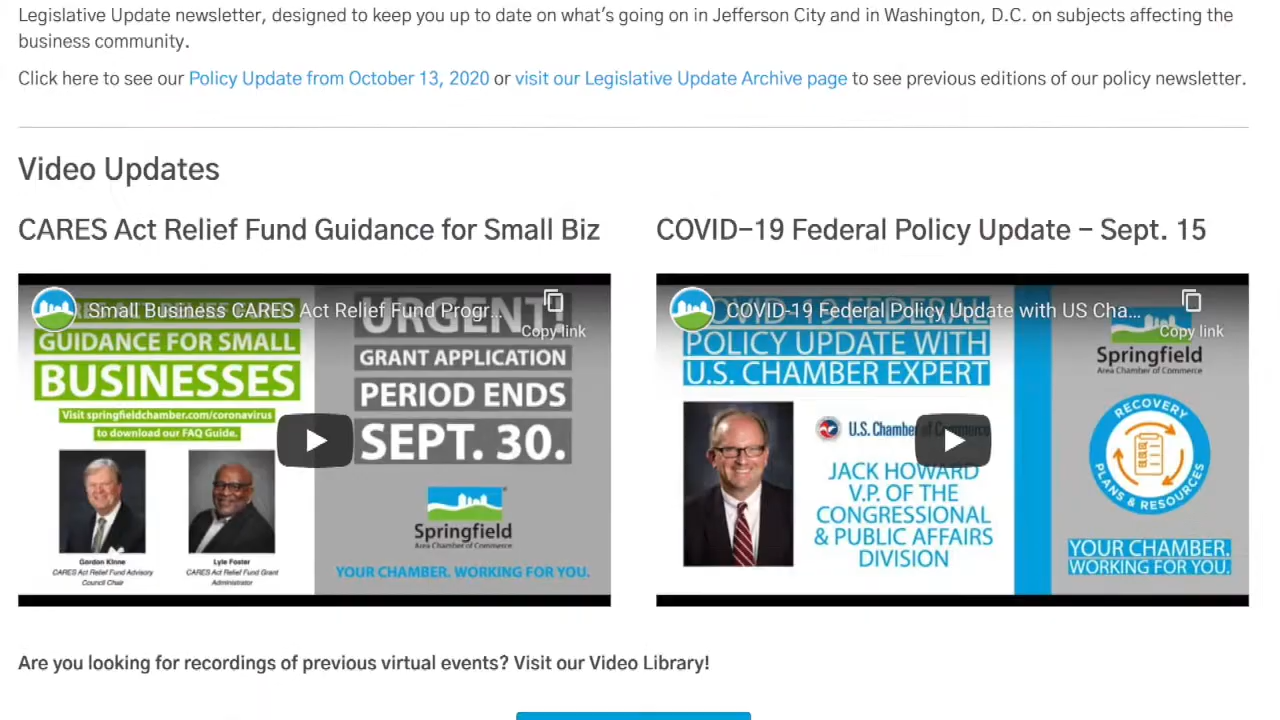 Legislative Update newsletter, designed to keep you up to date on what's going on in Jefferson City and in Washington, D.C. on subjects affecting the
business community.
Click here to see our Policy Update from October 13, 2020 or visit our Legislative Update Archive page to see previous editions of our policy newsletter.
Video Updates
CARES Act Relief Fund Guidance for Small Biz
Small Business CARES Act Relief Fund Progr...
Copy link
GUIDANCE FOR SMALL
BUSINESSES
Visit springfieldchamber.com/coronavirus
to download our FAQ Guide.
Gordon Kinne
CARES Act Relief Fund Advisory
Council Chair
Lyle Foster
CARES Act Relief Fund Grant
Administrator
URGENT!
GRANT APPLICATION
PERIOD ENDS
SEPT. 30.
Springfield
Area Chamber of Commerce
YOUR CHAMBER. WORKING FOR YOU.
COVID-19 Federal Policy Update - Sept. 15
COVID-19 Federal Policy Update with US Cha...
Copy link
COVID-19 FEDERAL
POLICY UPDATE WITH
U.S. CHAMBER EXPERT
U.S. Chamber of Commerce
JACK HOWARD
V.P. OF THE
CONGRESSIONAL
& PUBLIC AFFAIRS
DIVISION
Springfield
Area Chamber of Commerce
RECOVERY
PLANS & RESOURCES
YOUR CHAMBER.
WORKING FOR YOU.
Are you looking for recordings of previous virtual events? Visit our Video Library!